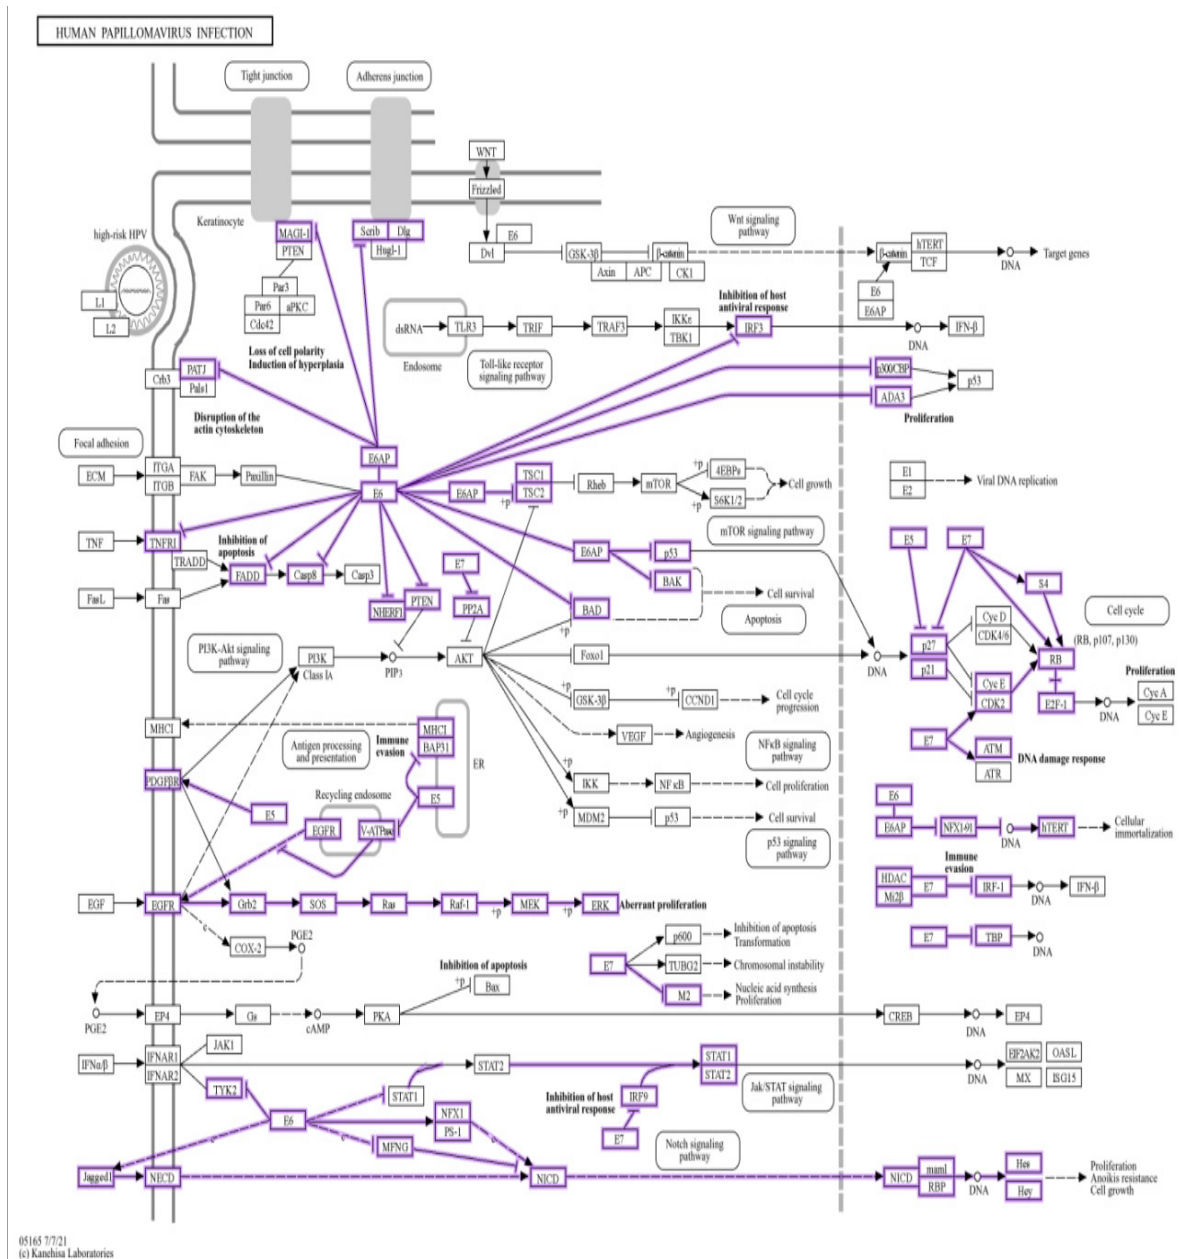 HUMAN PAPILLOMAVIRUS INFECTION
Tight junction
Adherens junction
WNT
Frizzled
Keratinocyte
high-risk HPV
MAGI-1
PTEN
Scrib
Dlg
Hugl-1
E6
Dvl
GSK-3β
β-catenin
Axin
APC
CK1
Wnt signaling
pathway
β-catenin
hTERT
TCF
DNA
Target genes
E6
E6AP
L1
L2
Par3
Par6
aPKC
Cdc42
Inhibition of host
antiviral response
dsRNA
TLR3
TRIF
TRAF3
IKKε
TBK1
IRF3
DNA
IFN-β
Endosome
Toll-like receptor
signaling pathway
Loss of cell polarity
Induction of hyperplasia
Crb3
PATJ
Pals1
p300CBP
ADA3
p53
Proliferation
Disruption of the
actin cytoskeleton
Focal adhesion
ECM
ITGA
ITGB
FAK
Paxillin
E6AP
E6
E6AP
TSC1
TSC2
+p
Rheb
mTOR
+p
4EBPs
+p
S6K1/2
Cell growth
E1
E2
Viral DNA replication
mTOR signaling pathway
TNF
TNFR1
TRADD
Inhibition of
apoptosis
FADD
Casp8
Casp3
FasL
Fas
E7
PP2A
NHERF1
PTEN
E6AP
p53
BAK
BAD
+p
Cell survival
Apoptosis
E5
E7
S4
Cell cycle
(RB, p107, p130)
PI3K-Akt signaling
pathway
PI3K
Class IA
PIP3
AKT
Foxo1
DNA
p27
p21
Cyc D
CDK4/6
Cyc E
CDK2
RB
E2F-1
DNA
Proliferation
Cyc A
Cyc E
+p
GSK-3β
+p
CCND1
Cell cycle
progression
VEGF
Angiogenesis
NFκB signaling
pathway
E7
ATM
ATR
DNA damage response
MHCI
Antigen processing
and presentation
Immune
evasion
MHCI
BAP31
ER
E5
+p
IKK
NFκB
Cell proliferation
+p
MDM2
p53
Cell survival
p53 signaling
pathway
PDGFβR
E5
Recycling endosome
EGFR
V-ATPase
E6
E6AP
NFX1-91
DNA
hTERT
Cellular
immortalization
HDAC
Mi2β
E7
Immune
evasion
IRF-1
DNA
IFN-β
EGF
EGFR
Grb2
SOS
Ras
Raf-1
+p
MEK
+p
ERK
Aberrant proliferation
E7
TBP
DNA
e
COX-2
PGE2
E7
p600
Inhibition of apoptosis
Transformation
TUBG2
Chromosomal instability
M2
Nucleic acid synthesis
Proliferation
Inhibition of apoptosis
+p
Bax
PGE2
EP4
Gs
cAMP
PKA
CREB
DNA
EP4
IFNα/β
IFNAR1
IFNAR2
JAK1
TYK2
STAT2
STAT1
STAT1
STAT2
DNA
EIF2AK2
OASL
MX
ISG15
Jak/STAT signaling
pathway
Inhibition of host
antiviral response
IRF9
E7
E6
NFX1
PS-1
e
e
e
MFNG
Notch signaling
pathway
Jagged1
NECD
NICD
NICD
maml
RBP
DNA
Hes
Hey
Proliferation
Anoikis resistance
Cell growth
05165 7/7/21
(c) Kanehisa Laboratories